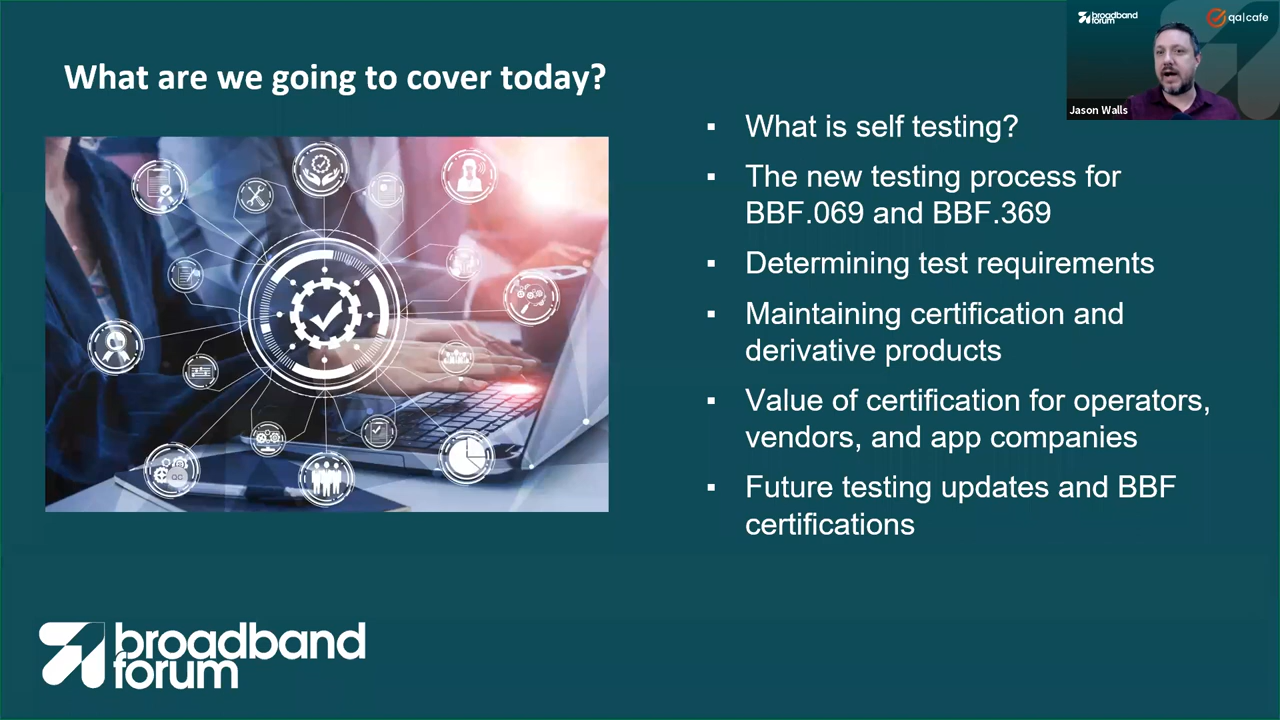 What are we going to cover today?
broadband
forum
qa|cafe
Jason Walls
▪ What is self testing?
▪ The new testing process for
BBF.069 and BBF.369
▪ Determining test requirements
▪ Maintaining certification and
derivative products
▪ Value of certification for operators,
vendors, and app companies
▪ Future testing updates and BBF
certifications
broadband
forum